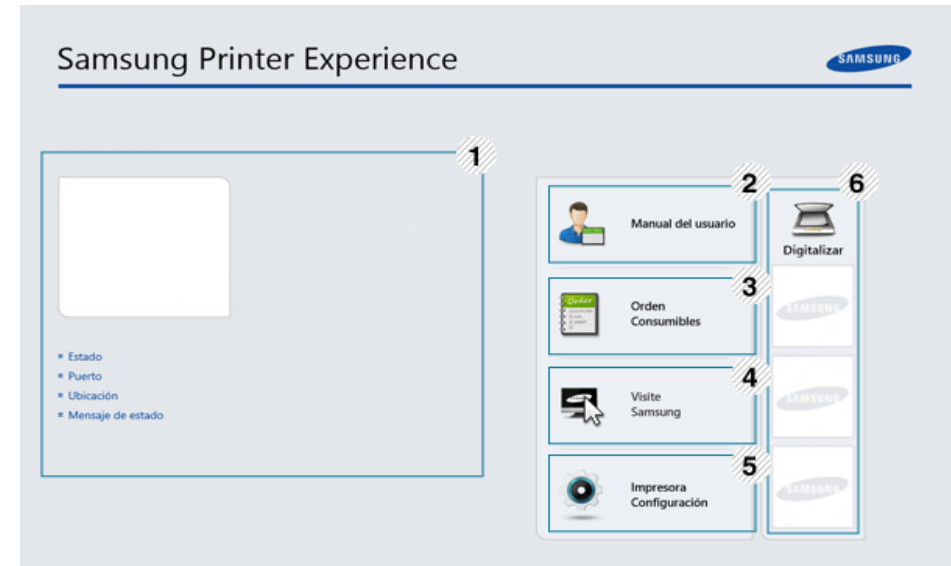 Samsung Printer Experience
SAMSUNG
1
Estado
Puerto
Ubicación
Mensaje de estado
2
Manual del usuario
3
Order
Orden
Consumibles
4
Visite
Samsung
5
Impresora
Configuración
6
Digitalizar
SAMSUNG
SAMSUNG
SAMSUNG